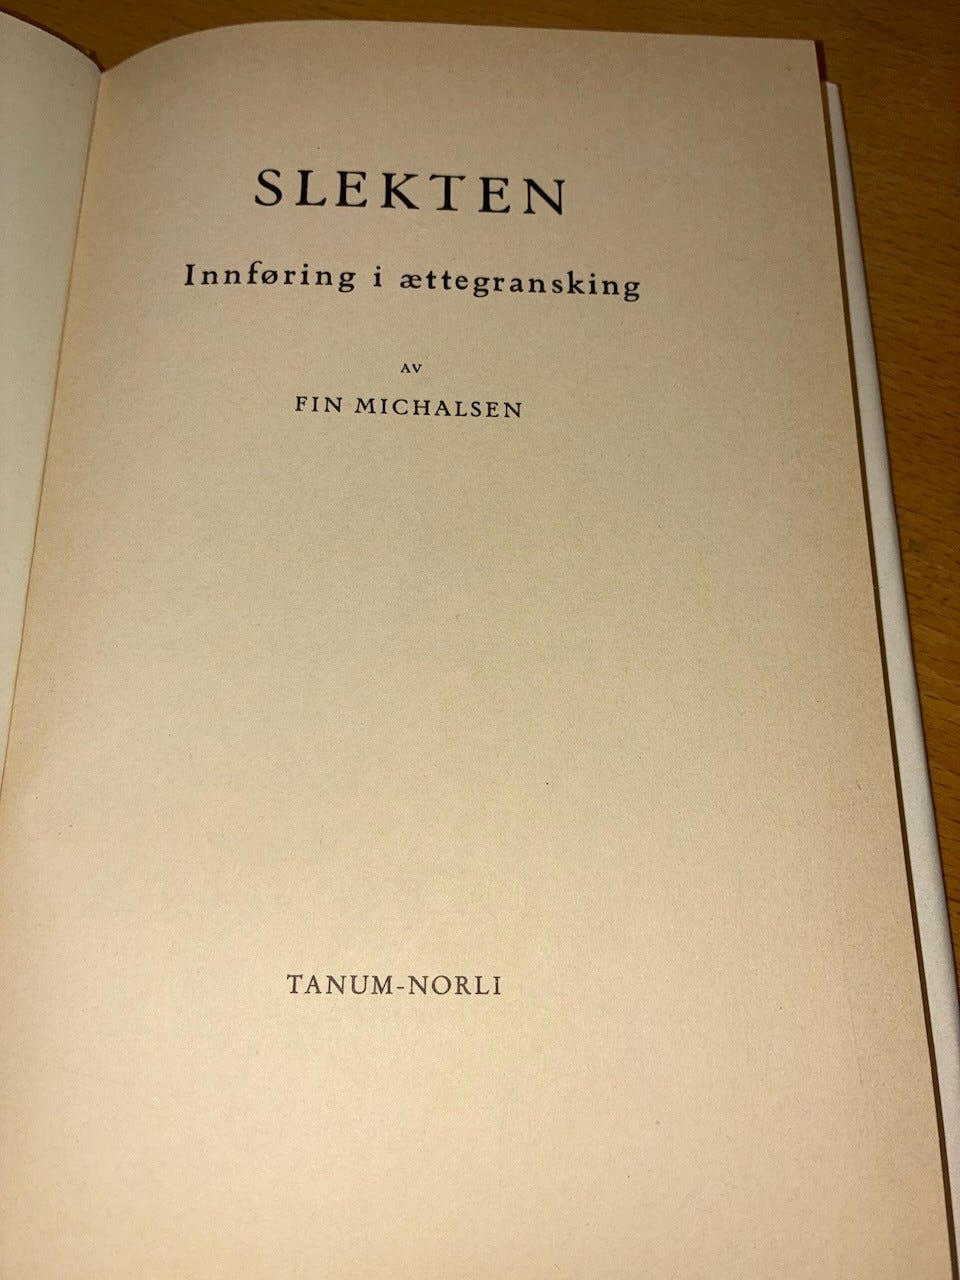 SLEKTEN
Innføring i ættegransking
AV
FIN MICHALSEN
TANUM-NORLI